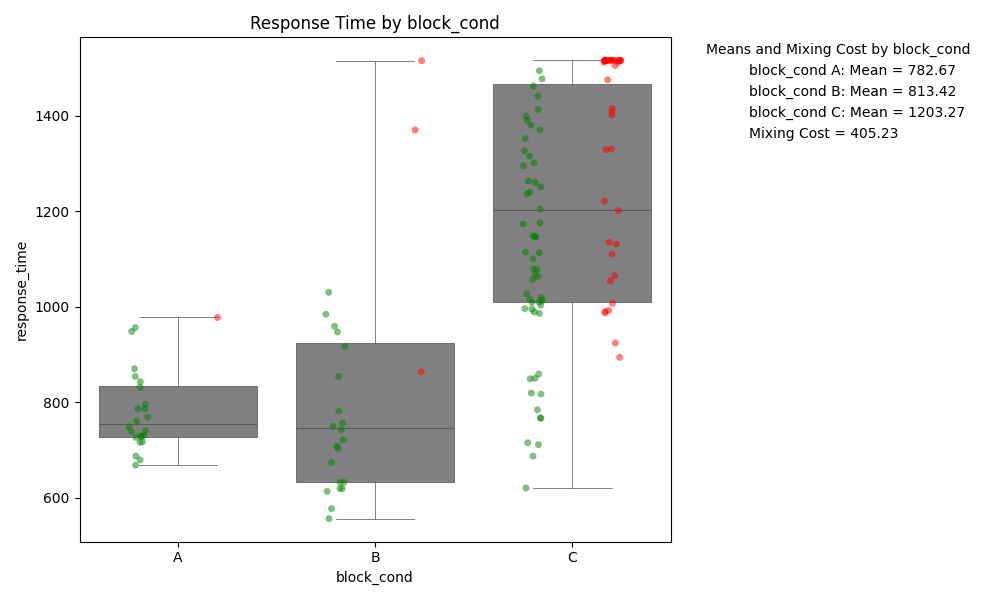 Response Time by block_cond
Means and Mixing Cost by block_cond
block_cond A: Mean = 782.67
block_cond B: Mean = 813.42
block_cond C: Mean = 1203.27
Mixing Cost = 405.23
response_time
1400
1200
1000
800
600
A
B
C
block_cond